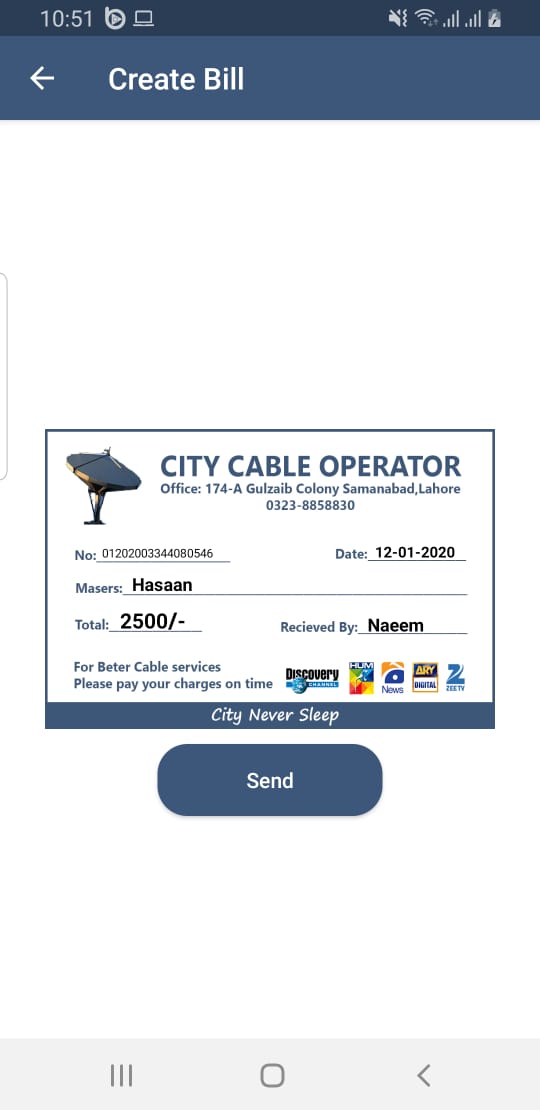 10:51
Create Bill
CITY CABLE OPERATOR
Office: 174-A Gulzaib Colony Samanabad,Lahore
0323-8858830
No: 01202003344080546 Date: 12-01-2020
Masers: Hasaan
Total: 2500/- Recieved By: Naeem
For Beter Cable services
Please pay your charges on time
Discovery CHANNEL HUM News ARY DIGITAL ZEE TV
City Never Sleep
Send